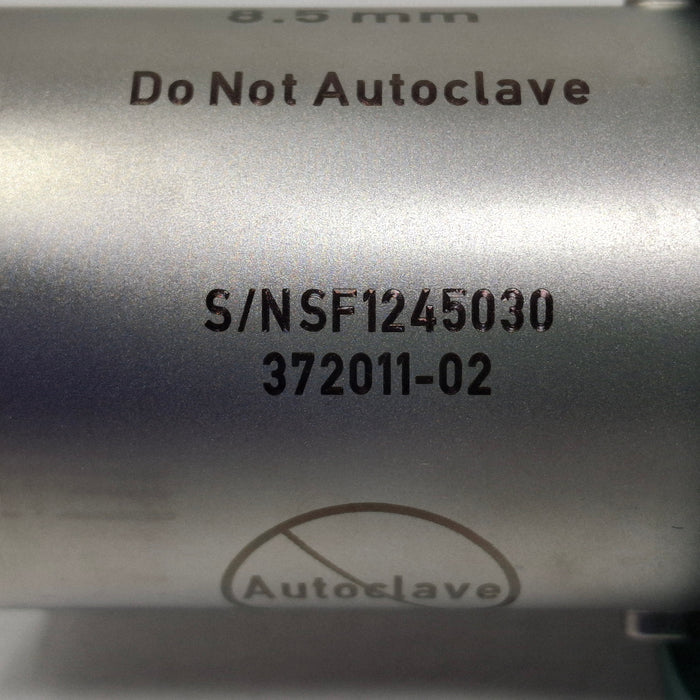 8.5 mm
Do Not Autoclave
S/N SF1245030
372011-02
Autoclave